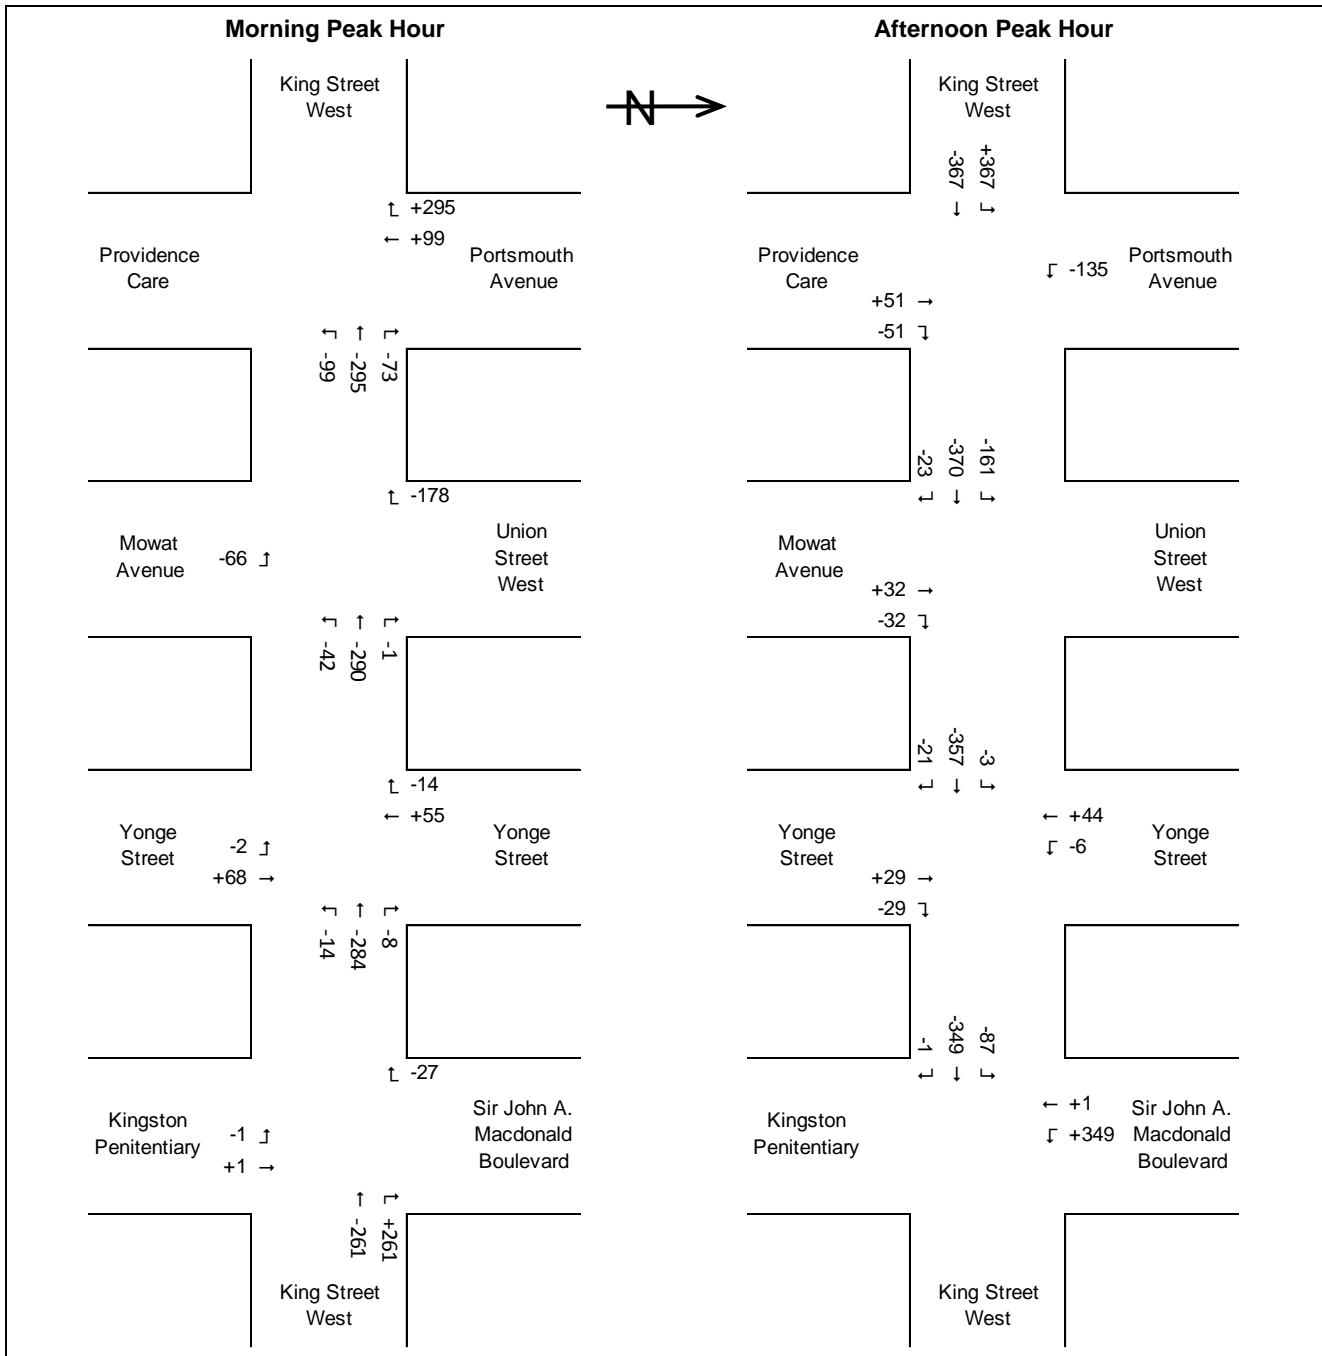 Morning Peak Hour
Afternoon Peak Hour
N
King Street
West
+295
+99
Providence
Care
Portsmouth
Avenue
-99
-295
-73
-178
Mowat
Avenue
-66
Union
Street
West
-42
-290
-1
-14
+55
Yonge
Street
-2
+68
Yonge
Street
-14
-284
-8
-27
Kingston
Penitentiary
-1
+1
Sir John A.
Macdonald
Boulevard
-261
+261
King Street
West
King Street
West
-367
+367
Providence
Care
-135
Portsmouth
Avenue
+51
-51
-23
-370
-161
Mowat
Avenue
Union
Street
West
+32
-32
-21
-357
-3
+44
-6
Yonge
Street
Yonge
Street
+29
-29
-1
-349
-87
Kingston
Penitentiary
+1
+349
Sir John A.
Macdonald
Boulevard
King Street
West